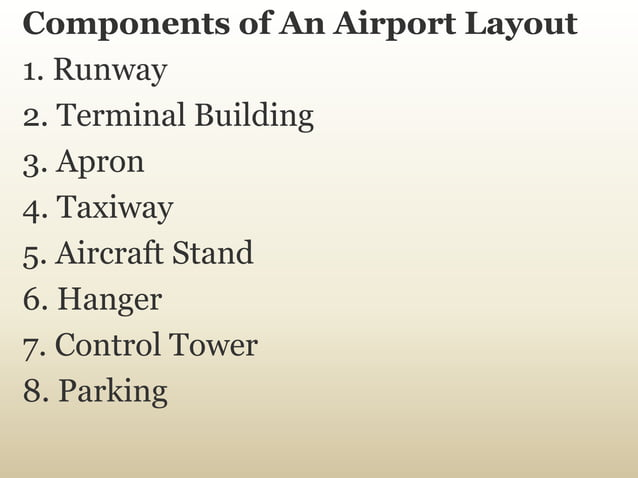 Components of An Airport Layout
1. Runway
2. Terminal Building
3. Apron
4. Taxiway
5. Aircraft Stand
6. Hanger
7. Control Tower
8. Parking